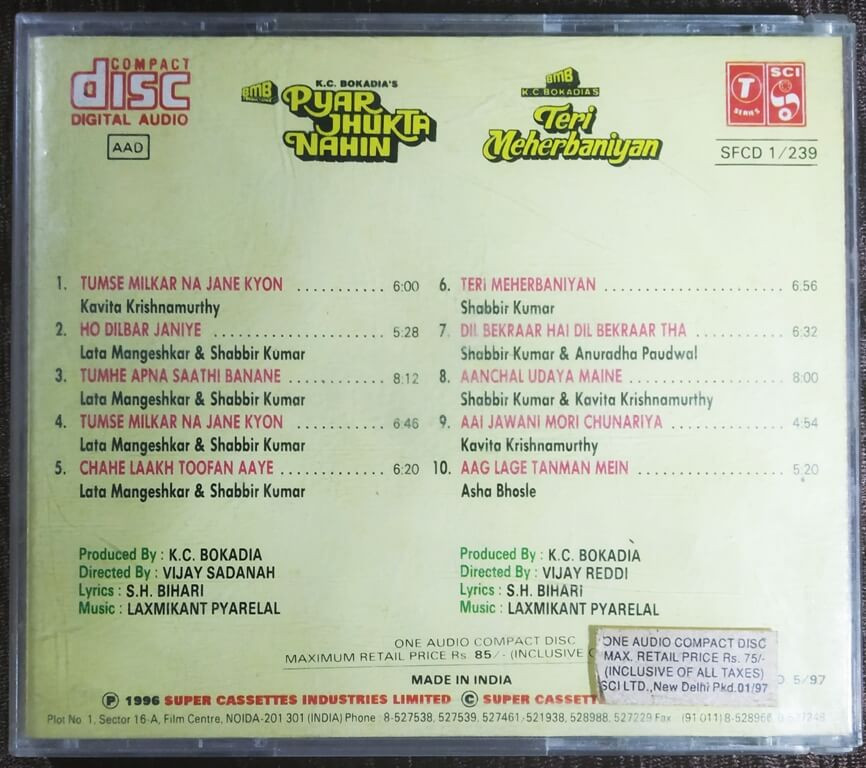 COMPACT
disc
DIGITAL AUDIO
AAD
BMB
K.C. BOKADIA'S
PYAR
JHUKTA
NAHIN
BMB
K.C. BOKADIA'S
Teri
Meherbaniyan
T
SERIES
SCI
SFCD 1/239
1. TUMSE MILKAR NA JANE KYON ........... 6:00
Kavita Krishnamurthy
2. HO DILBAR JANIYE ..................... 5:28
Lata Mangeshkar & Shabbir Kumar
3. TUMHE APNA SAATHI BANANE ............ 8:12
Lata Mangeshkar & Shabbir Kumar
4. TUMSE MILKAR NA JANE KYON ........... 6:46
Lata Mangeshkar & Shabbir Kumar
5. CHAHE LAAKH TOOFAN AAYE ............. 6:20
Lata Mangeshkar & Shabbir Kumar
6. TERI MEHERBANIYAN .................... 6:56
Shabbir Kumar
7. DIL BEKRAAR HAI DIL BEKRAAR THA ......... 6:32
Shabbir Kumar & Anuradha Paudwal
8. AANCHAL UDAYA MAINE .................. 8:00
Shabbir Kumar & Kavita Krishnamurthy
9. AAI JAWANI MORI CHUNARIYA ............ 4:54
Kavita Krishnamurthy
10. AAG LAGE TANMAN MEIN ................ 5:20
Asha Bhosle
Produced By : K.C. BOKADIA
Directed By : VIJAY SADANAH
Lyrics : S.H. BIHARI
Music : LAXMIKANT PYARELAL
Produced By : K.C. BOKADIA
Directed By : VIJAY REDDI
Lyrics : S.H. BIHARI
Music : LAXMIKANT PYARELAL
ONE AUDIO COMPACT DISC
MAXIMUM RETAIL PRICE Rs. 85/- (INCLUSIVE
ONE AUDIO COMPACT DISC
MAX. RETAIL PRICE Rs. 75/-
(INCLUSIVE OF ALL TAXES)
SCI LTD.,New Delhi Pkd.01/97
MADE IN INDIA
5/97
Ⓟ 1996 SUPER CASSETTES INDUSTRIES LIMITED © SUPER CASSETT
Plot No. 1, Sector 16-A, Film Centre, NOIDA-201 301 (INDIA) Phone : 8-527538, 527539, 527461, 521938, 528988, 527229 Fax (91 011) 8-528966